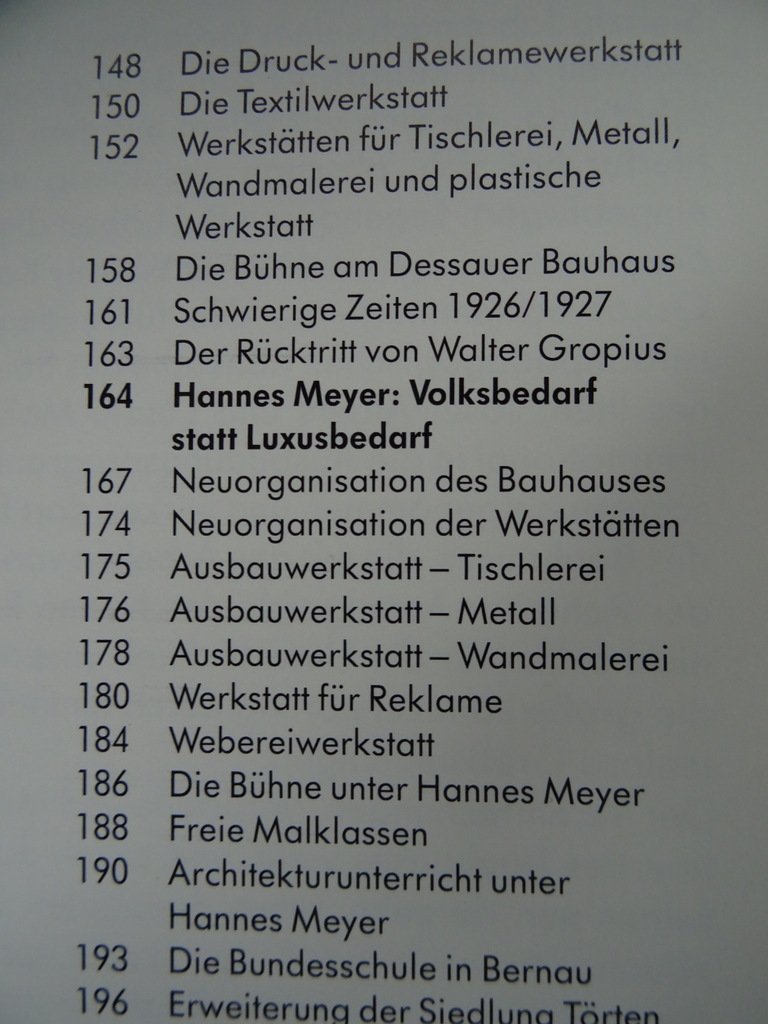 148 Die Druck- und Reklamewerkstatt
150 Die Textilwerkstatt
152 Werkstätten für Tischlerei, Metall,
Wandmalerei und plastische
Werkstatt
158 Die Bühne am Dessauer Bauhaus
161 Schwierige Zeiten 1926/1927
163 Der Rücktritt von Walter Gropius
164 Hannes Meyer: Volksbedarf
statt Luxusbedarf
167 Neuorganisation des Bauhauses
174 Neuorganisation der Werkstätten
175 Ausbauwerkstatt – Tischlerei
176 Ausbauwerkstatt – Metall
178 Ausbauwerkstatt – Wandmalerei
180 Werkstatt für Reklame
184 Webereiwerkstatt
186 Die Bühne unter Hannes Meyer
188 Freie Malklassen
190 Architekturunterricht unter
Hannes Meyer
193 Die Bundesschule in Bernau
196 Erweiterung der Siedlung Törten